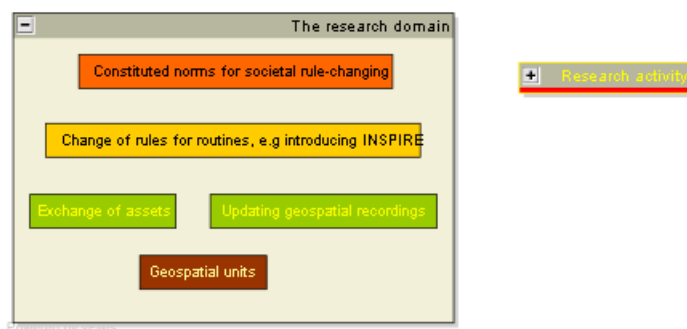 The research domain
Constituted norms for societal rule-changing
Research activity
Change of rules for routines, e.g introducing INSPIRE
Exchange of assets
Updating geospatial recordings
Geospatial units